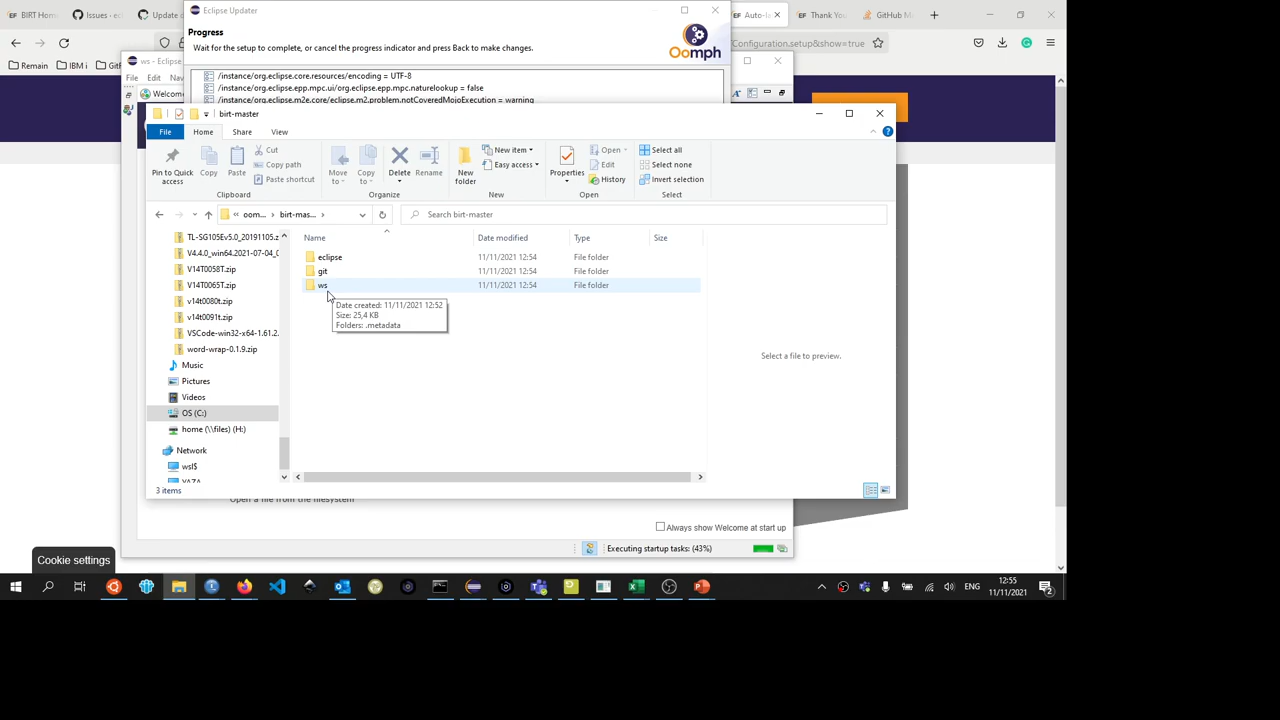 BIRT Home
Issues · ec
Update u
Eclipse Updater
Auto-la
Thank You
GitHub M
Progress
Wait for the setup to complete, or cancel the progress indicator and press Back to make changes.
Oomph
Configuration.setup&show=true
Remain
IBM i
ws - Eclipse
File Edit Nav
Welcome
/instance/org.eclipse.core.resources/encoding = UTF-8
/instance/org.eclipse.epp.mpc.ui/org.eclipse.epp.mpc.naturelookup = false
/instance/org.eclipse.m2e.core/eclipse.m2.problem.notCoveredMojoExecution = warning
birt-master
File Home Share View
Pin to Quick access
Copy
Paste
Cut
Copy path
Paste shortcut
Clipboard
Move to
Copy to
Delete
Rename
Organize
New folder
New item
Easy access
New
Properties
Open
Edit
History
Open
Select all
Select none
Invert selection
Select
« oom... › birt-mas... ›
Search birt-master
Name Date modified Type Size
TL-SG105Ev5.0_20191105.z
V4.4.0_win64.2021-07-04_0
V14T0058T.zip
V14T0065T.zip
v14t0080t.zip
v14t0091t.zip
VSCode-win32-x64-1.61.2.
word-wrap-0.1.9.zip
Music
Pictures
Videos
OS (C:)
home (\\files) (H:)
Network
wsl$
YAZA
eclipse 11/11/2021 12:54 File folder
git 11/11/2021 12:54 File folder
ws 11/11/2021 12:54 File folder
Date created: 11/11/2021 12:52
Size: 25,4 KB
Folders: .metadata
Select a file to preview.
3 items
Open a file from the filesystem
Always show Welcome at start up
Executing startup tasks: (43%)
Cookie settings
ENG
12:55
11/11/2021
2